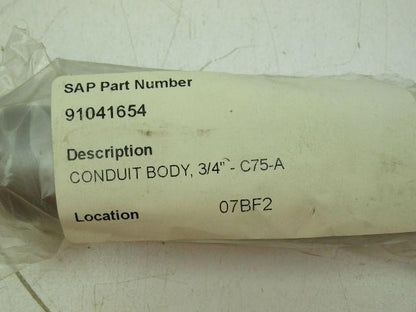 SAP Part Number
91041654
Description
CONDUIT BODY, 3/4" - C75-A
Location 07BF2